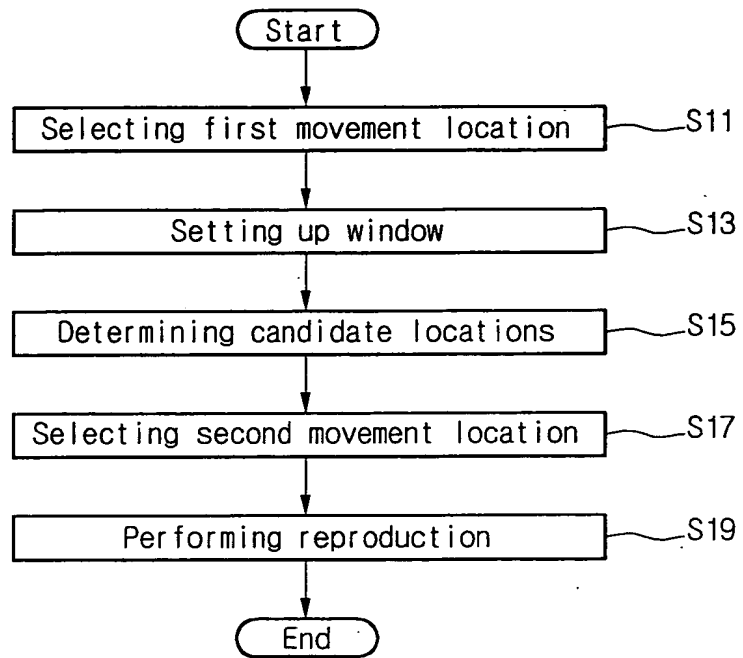 Start
Selecting first movement location
S11
Setting up window
S13
Determining candidate locations
S15
Selecting second movement location
S17
Performing reproduction
S19
End